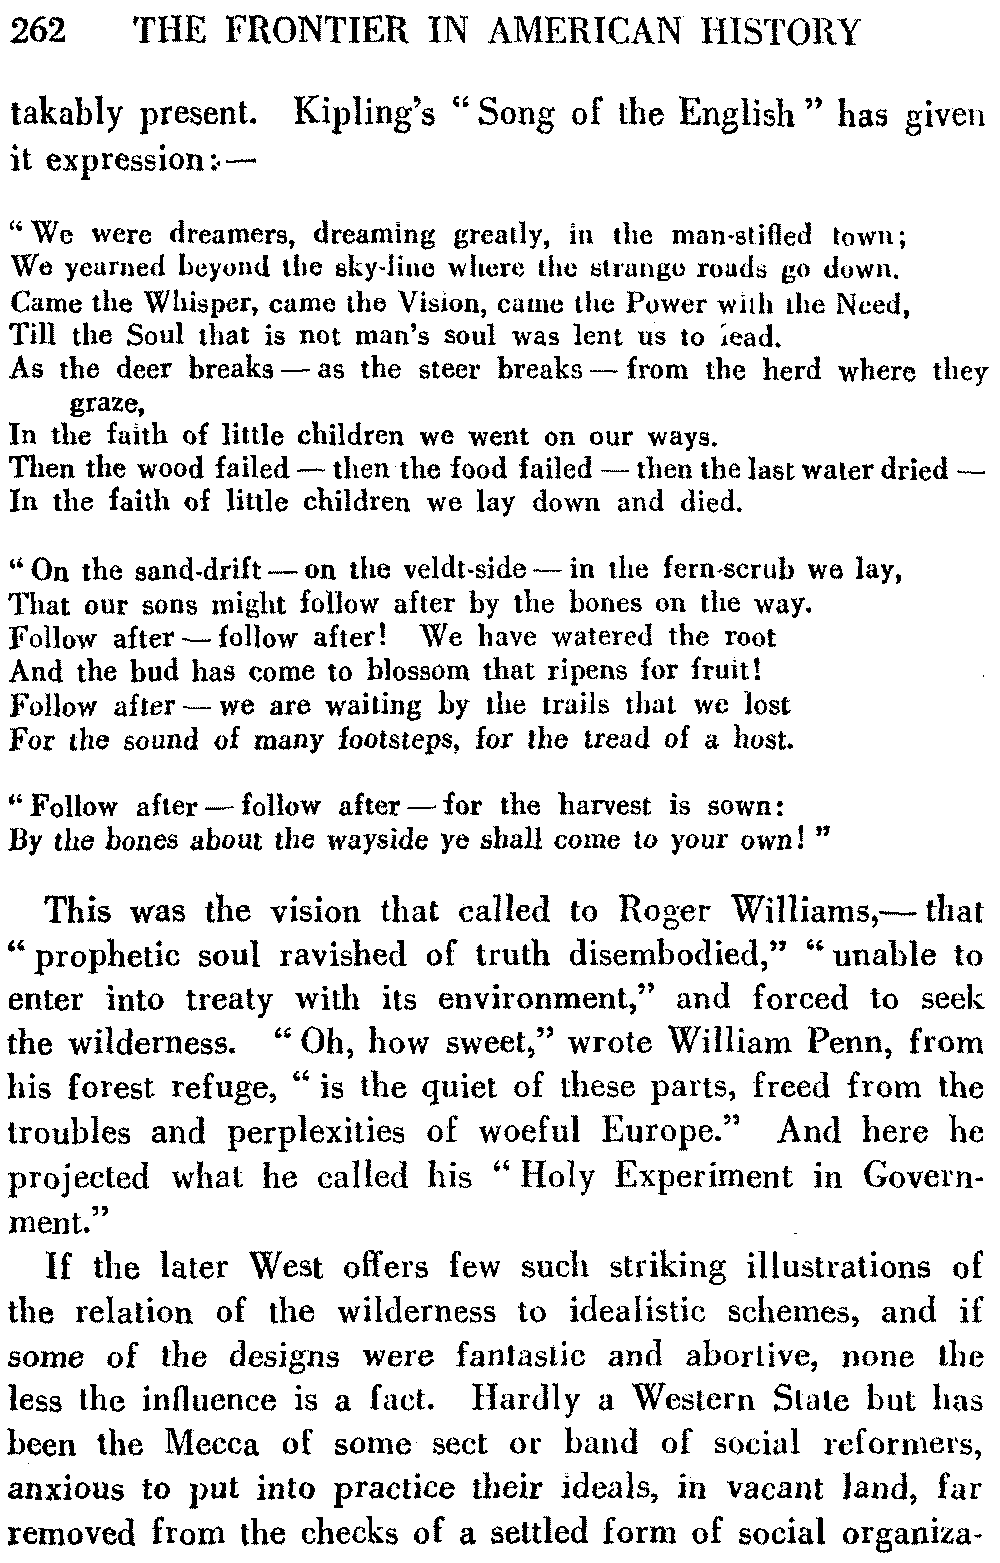 262 THE FRONTIER IN AMERICAN HISTORY
takably present. Kipling's "Song of the English" has given
it expression:—
"We were dreamers, dreaming greatly, in the man-stifled town;
We yearned beyond the sky-line where the strange roads go down.
Came the Whisper, came the Vision, came the Power with the Need,
Till the Soul that is not man's soul was lent us to lead.
As the deer breaks — as the steer breaks — from the herd where they
graze,
In the faith of little children we went on our ways.
Then the wood failed — then the food failed — then the last water dried —
In the faith of little children we lay down and died.
"On the sand-drift — on the veldt-side — in the fern-scrub we lay,
That our sons might follow after by the bones on the way.
Follow after — follow after! We have watered the root
And the bud has come to blossom that ripens for fruit!
Follow after — we are waiting by the trails that we lost
For the sound of many footsteps, for the tread of a host.
"Follow after — follow after — for the harvest is sown:
By the bones about the wayside ye shall come to your own!"
This was the vision that called to Roger Williams,— that
"prophetic soul ravished of truth disembodied," "unable to
enter into treaty with its environment," and forced to seek
the wilderness. "Oh, how sweet," wrote William Penn, from
his forest refuge, "is the quiet of these parts, freed from the
troubles and perplexities of woeful Europe." And here he
projected what he called his "Holy Experiment in Govern-
ment."
If the later West offers few such striking illustrations of
the relation of the wilderness to idealistic schemes, and if
some of the designs were fantastic and abortive, none the
less the influence is a fact. Hardly a Western State but has
been the Mecca of some sect or band of social reformers,
anxious to put into practice their ideals, in vacant land, far
removed from the checks of a settled form of social organiza-